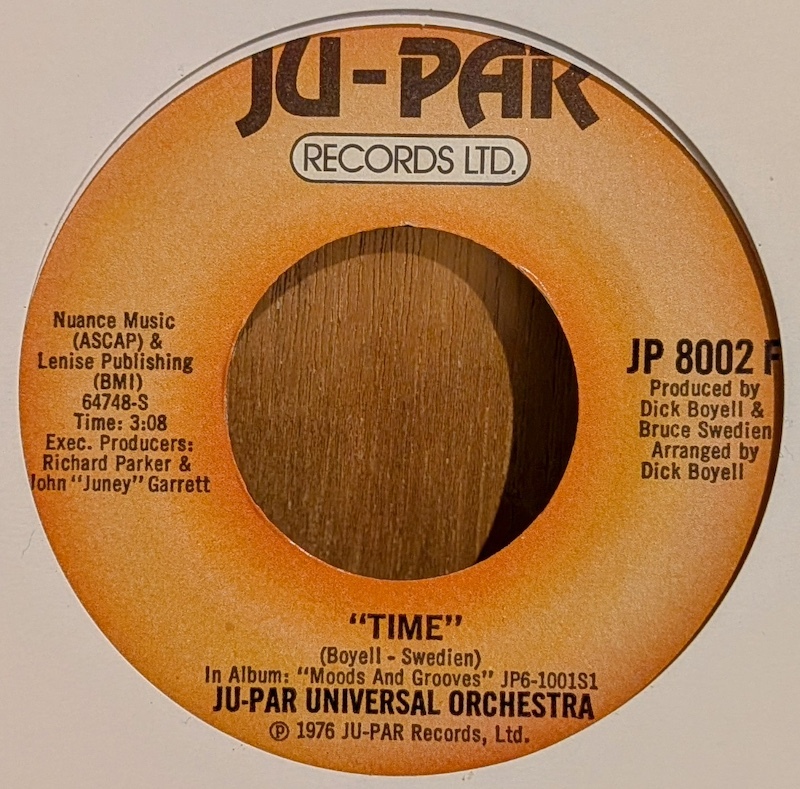 JU-PAR
RECORDS LTD.
Nuance Music
(ASCAP) &
Lenise Publishing
(BMI)
64748-S
Time: 3:08
Exec. Producers:
Richard Parker &
John "Juney" Garrett
JP 8002 F
Produced by
Dick Boyell &
Bruce Swedien
Arranged by
Dick Boyell
"TIME"
(Boyell - Swedien)
In Album: "Moods And Grooves" JP6-1001S1
JU-PAR UNIVERSAL ORCHESTRA
℗ 1976 JU-PAR Records, Ltd.